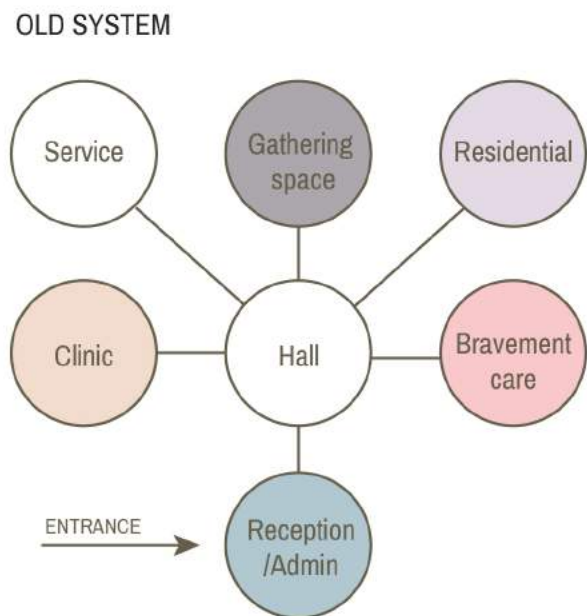 OLD SYSTEM
Service
Gathering
space
Residential
Clinic
Hall
Bravement
care
ENTRANCE
Reception
/Admin